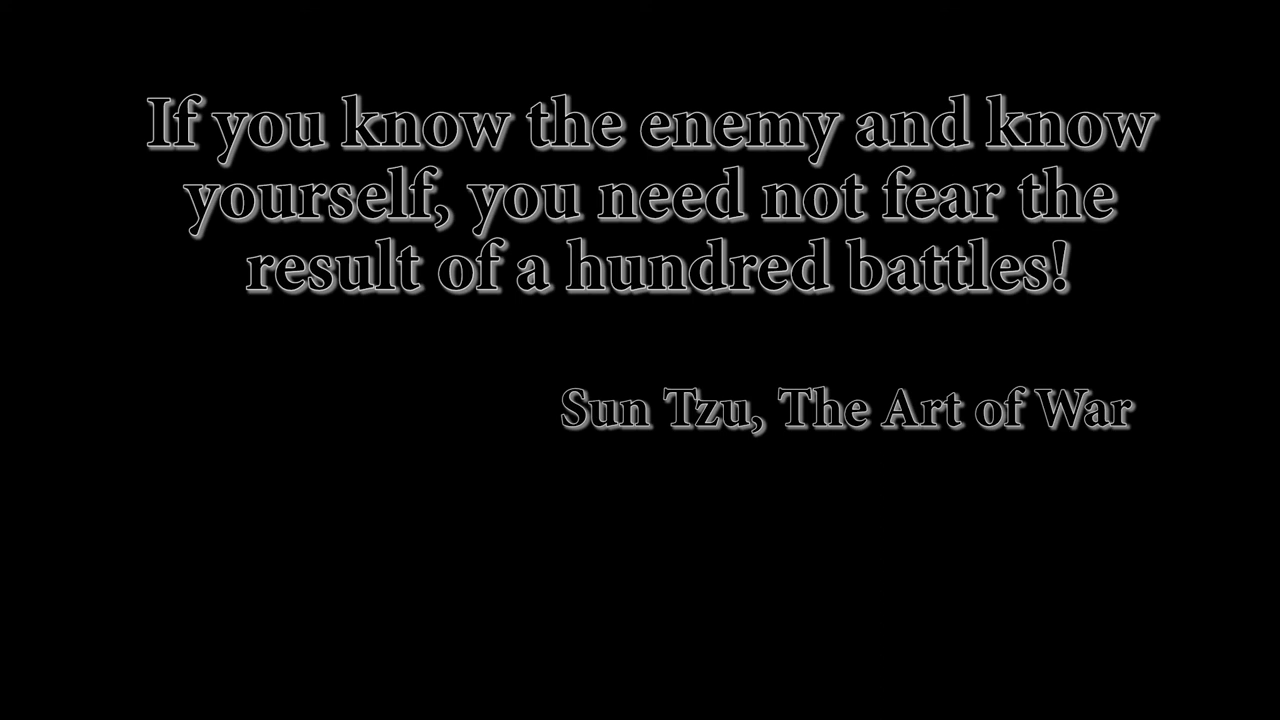 If you know the enemy and know
yourself, you need not fear the
result of a hundred battles!
Sun Tzu, The Art of War